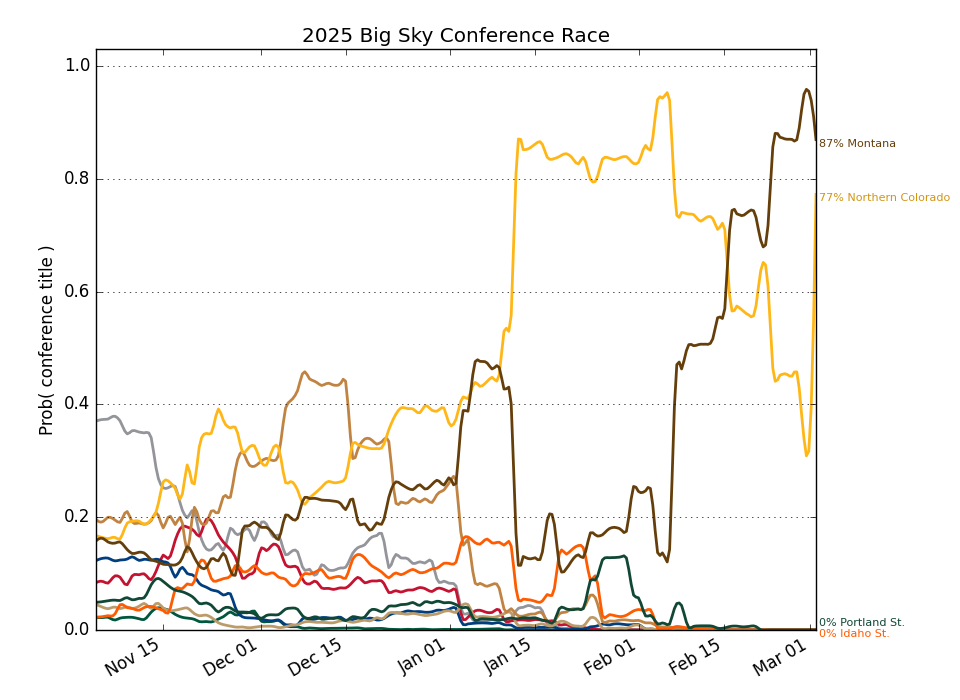 2025 Big Sky Conference Race
Prob( conference title )
1.0
0.8
0.6
0.4
0.2
0.0
Nov 15
Dec 01
Dec 15
Jan 01
Jan 15
Feb 01
Feb 15
Mar 01
87% Montana
77% Northern Colorado
0% Portland St.
0% Idaho St.